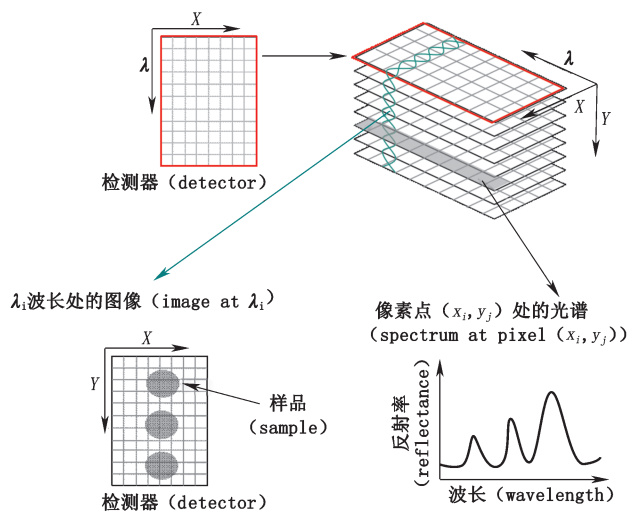 X
λ
检测器（detector）
λ
X
Y
λi波长处的图像（image at λi）
X
Y
样品
（sample）
检测器（detector）
像素点（xi,yj）处的光谱
（spectrum at pixel（xi,yj））
反射率
(reflectance)
波长（wavelength）